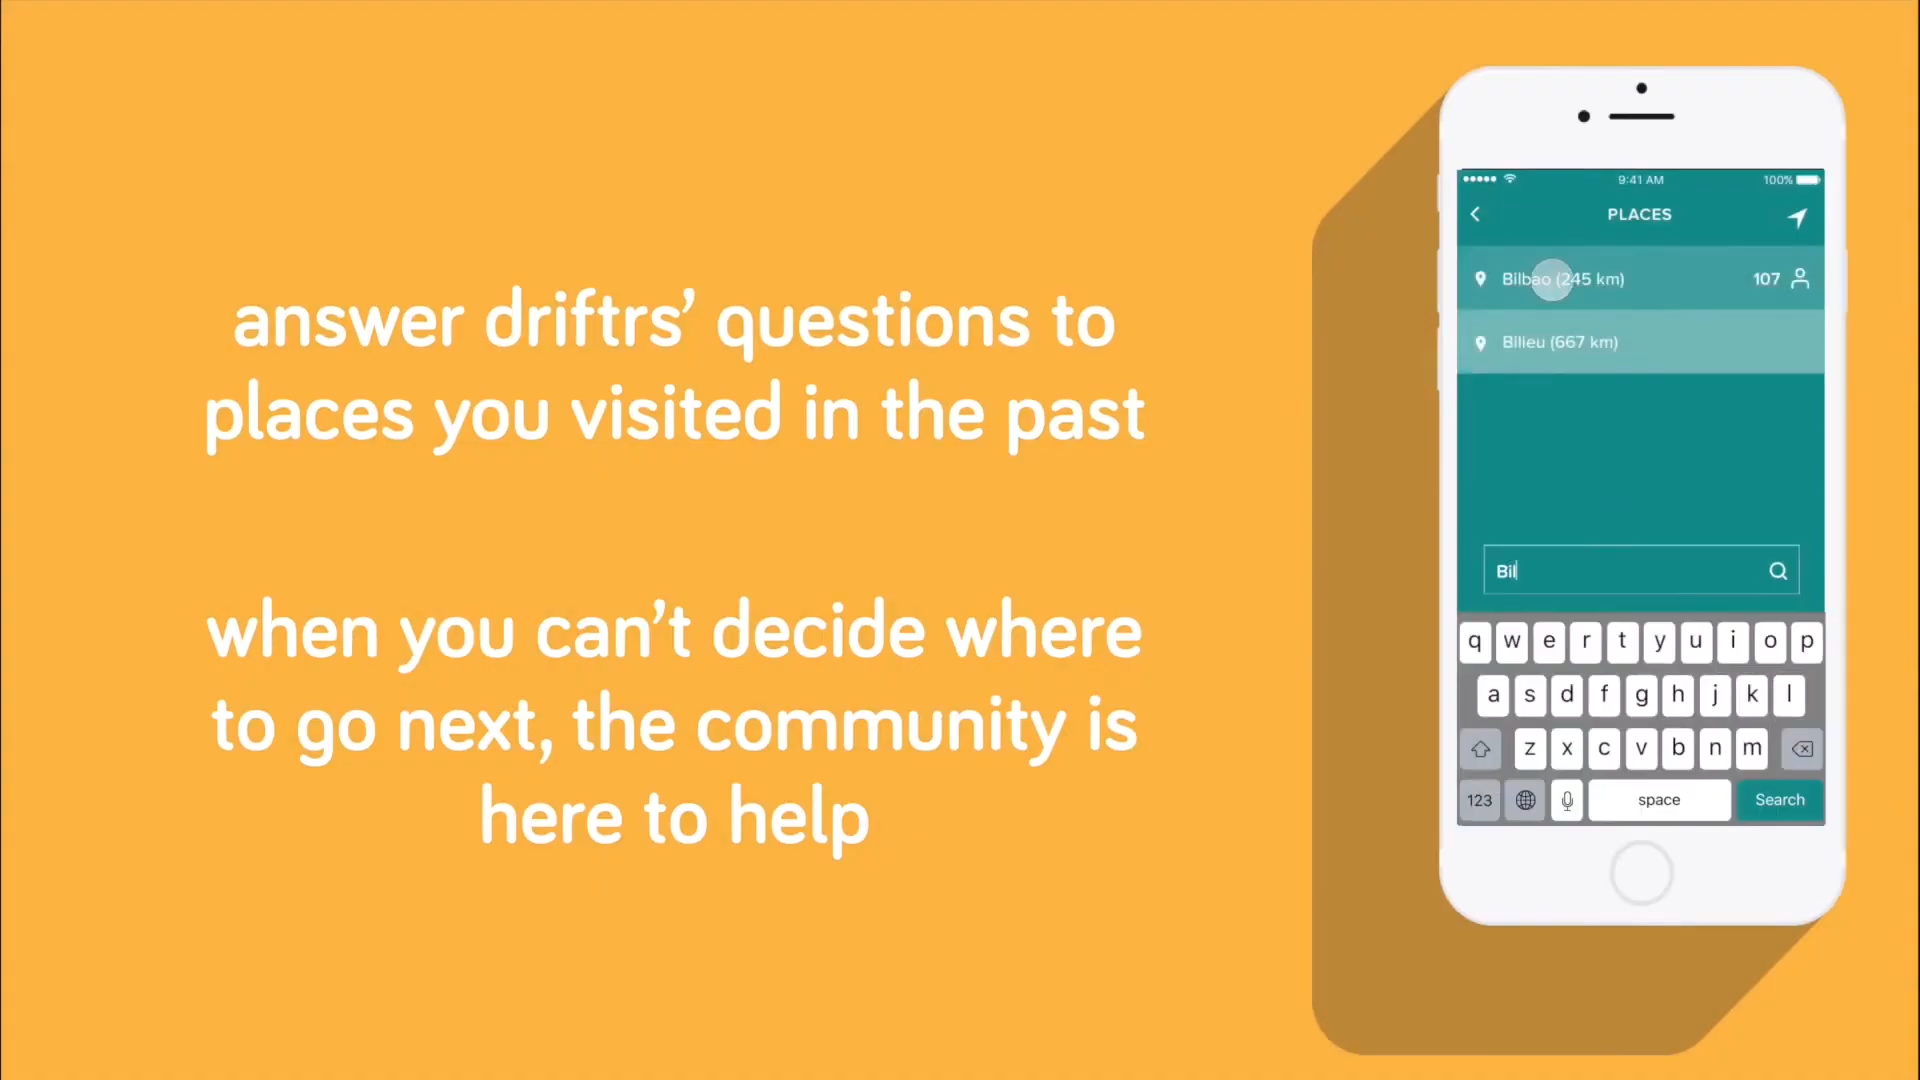 answer driftrs’ questions to
places you visited in the past
when you can’t decide where
to go next, the community is
here to help
9:41 AM
100%
PLACES
Bilbao (245 km)
107
Bilieu (667 km)
Bil
q w e r t y u i o p
a s d f g h j k l
z x c v b n m
123
space
Search